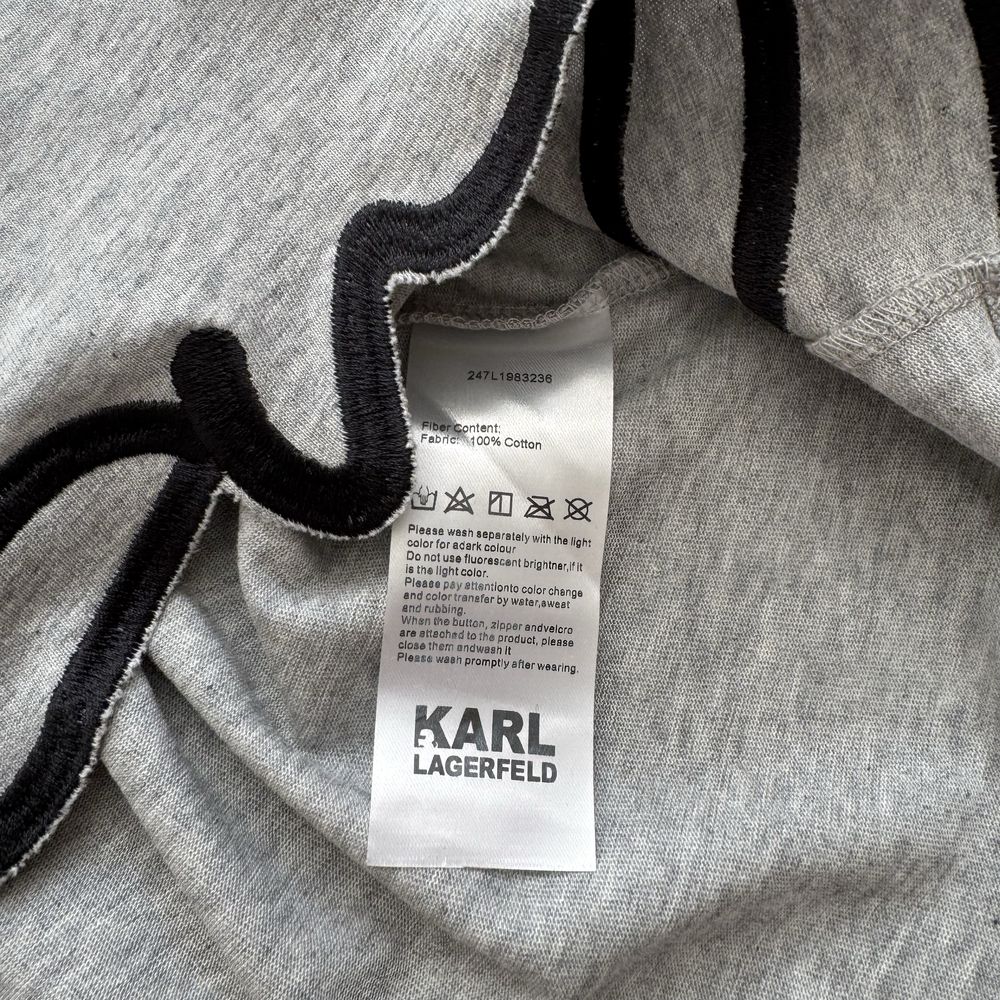 247L1983236
Fiber Content:
Fabric: 100% Cotton
Please wash separately with the light
color for adark colour
Do not use fluorescent brightner,if it
is the light color.
Please pay attentionto color change
and color transfer by water,sweat
and rubbing.
When the button, zipper andvelcro
are attached to the product, please
close them andwash it
Please wash promptly after wearing.
KARL
LAGERFELD